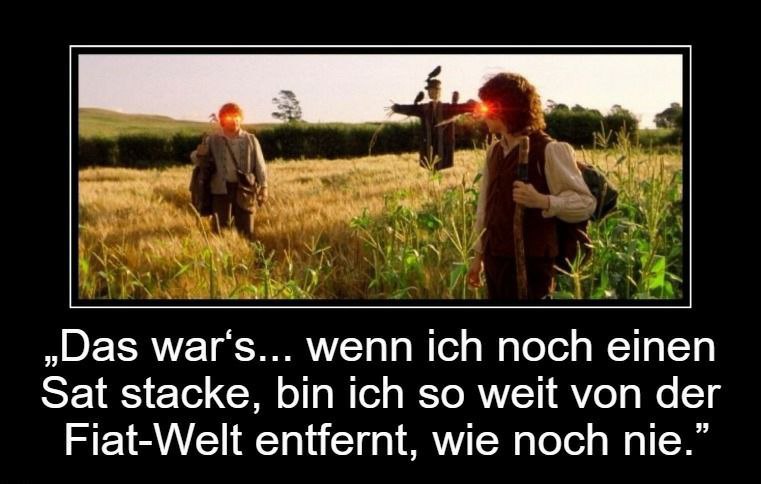 „Das war‘s... wenn ich noch einen
Sat stacke, bin ich so weit von der
Fiat-Welt entfernt, wie noch nie.”